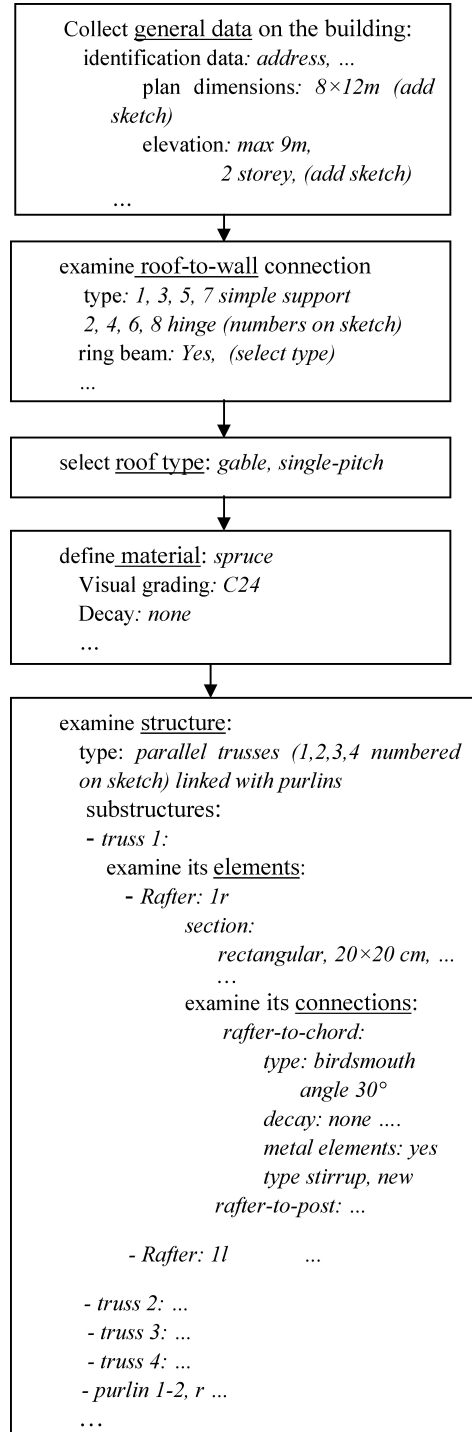 Collect general data on the building:
identification data: address, ...
plan dimensions: 8×12m (add
sketch)
elevation: max 9m,
2 storey, (add sketch)
...
examine roof-to-wall connection
type: 1, 3, 5, 7 simple support
2, 4, 6, 8 hinge (numbers on sketch)
ring beam: Yes, (select type)
...
select roof type: gable, single-pitch
define material: spruce
Visual grading: C24
Decay: none
...
examine structure:
type: parallel trusses (1,2,3,4 numbered
on sketch) linked with purlins
substructures:
- truss 1:
examine its elements:
- Rafter: 1r
section:
rectangular, 20×20 cm, ...
...
examine its connections:
rafter-to-chord:
type: birdsmouth
angle 30°
decay: none ....
metal elements: yes
type stirrup, new
rafter-to-post: ...
- Rafter: 1l ...
- truss 2: ...
- truss 3: ...
- truss 4: ...
- purlin 1-2, r ...
...